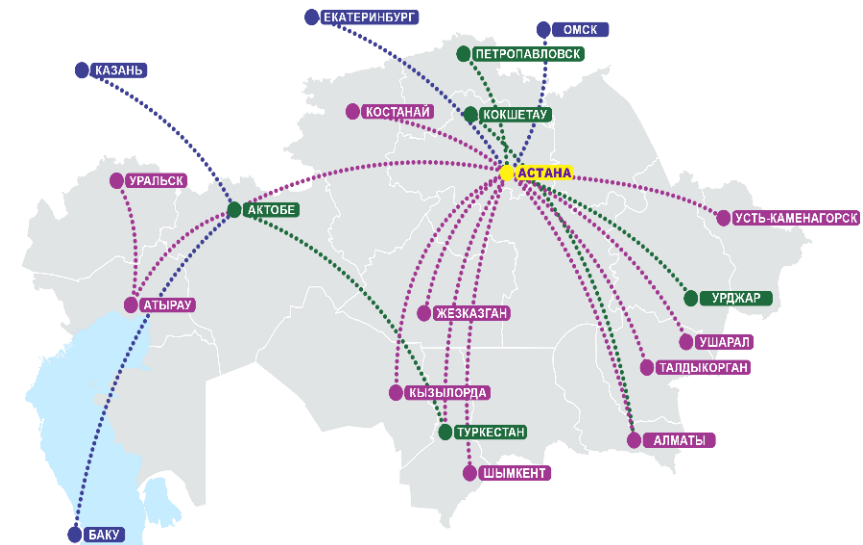 ЕКАТЕРИНБУРГ
ОМСК
ПЕТРОПАВЛОВСК
КАЗАНЬ
КОСТАНАЙ
КОКШЕТАУ
АСТАНА
УРАЛЬСК
АКТОБЕ
УСТЬ-КАМЕНАГОРСК
УРДЖАР
АТЫРАУ
ЖЕЗКАЗГАН
УШАРАЛ
ТАЛДЫКОРГАН
КЫЗЫЛОРДА
ТУРКЕСТАН
АЛМАТЫ
ШЫМКЕНТ
БАКУ